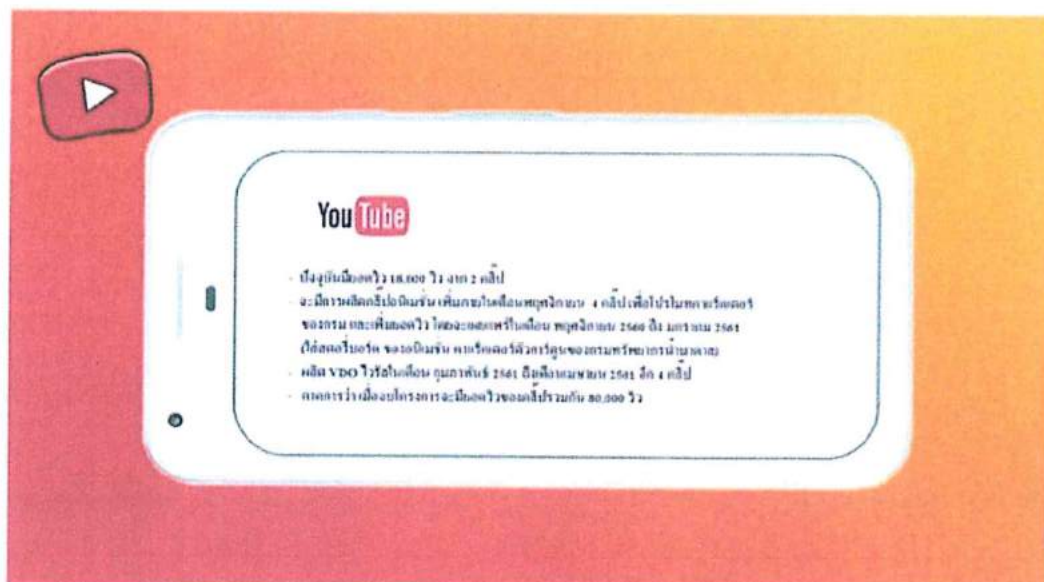 YouTube
- ปัจจุบันมียอดวิว 18,000 วิว จาก 2 คลิป
- จะมีการผลิตคลิปอนิเมชั่น เพิ่มภายในเดือนพฤศจิกายน 4 คลิป เพื่อโปรโมทคาแร็คเตอร์
ของกรม และเพิ่มยอดวิว โดยจะเผยแพร่ในเดือน พฤศจิกายน 2560 ถึง มกราคม 2561
(ใส่สตอรี่บอร์ด ของอนิเมชั่น คาแร็คเตอร์ตัวการ์ตูนของกรมทรัพยากรน้ำบาดาล)
- ผลิต VDO ไวรัลในเดือน กุมภาพันธ์ 2561 ถึงเดือนเมษายน 2561 อีก 4 คลิป
- คาดการว่าเมื่อจบโครงการจะมียอดวิวของคลิปรวมกัน 80,000 วิว